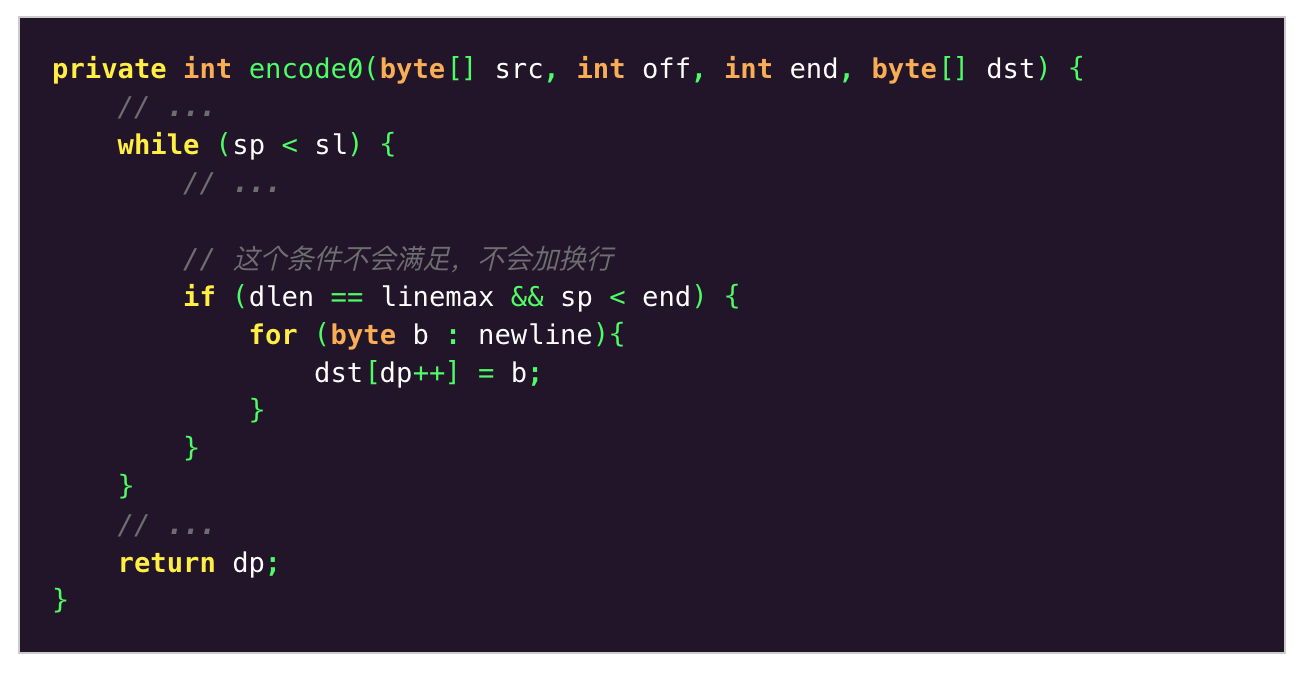 private int encode0(byte[] src, int off, int end, byte[] dst) {
    // ...
    while (sp < sl) {
        // ...

        // 这个条件不会满足, 不会加换行
        if (dlen == linemax && sp < end) {
            for (byte b : newline){
                dst[dp++] = b;
            }
        }
    }
    // ...
    return dp;
}